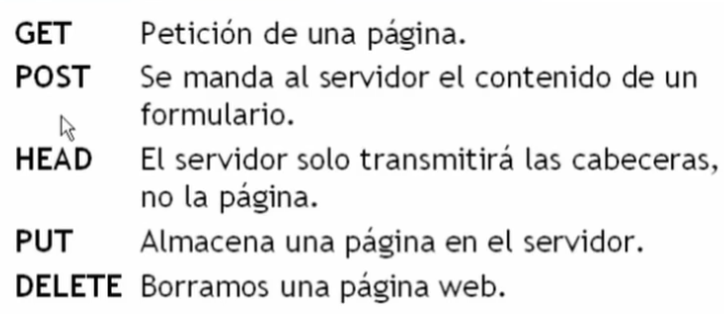 GET Petición de una página.
POST Se manda al servidor el contenido de un
formulario.
HEAD El servidor solo transmitirá las cabeceras,
no la página.
PUT Almacena una página en el servidor.
DELETE Borramos una página web.